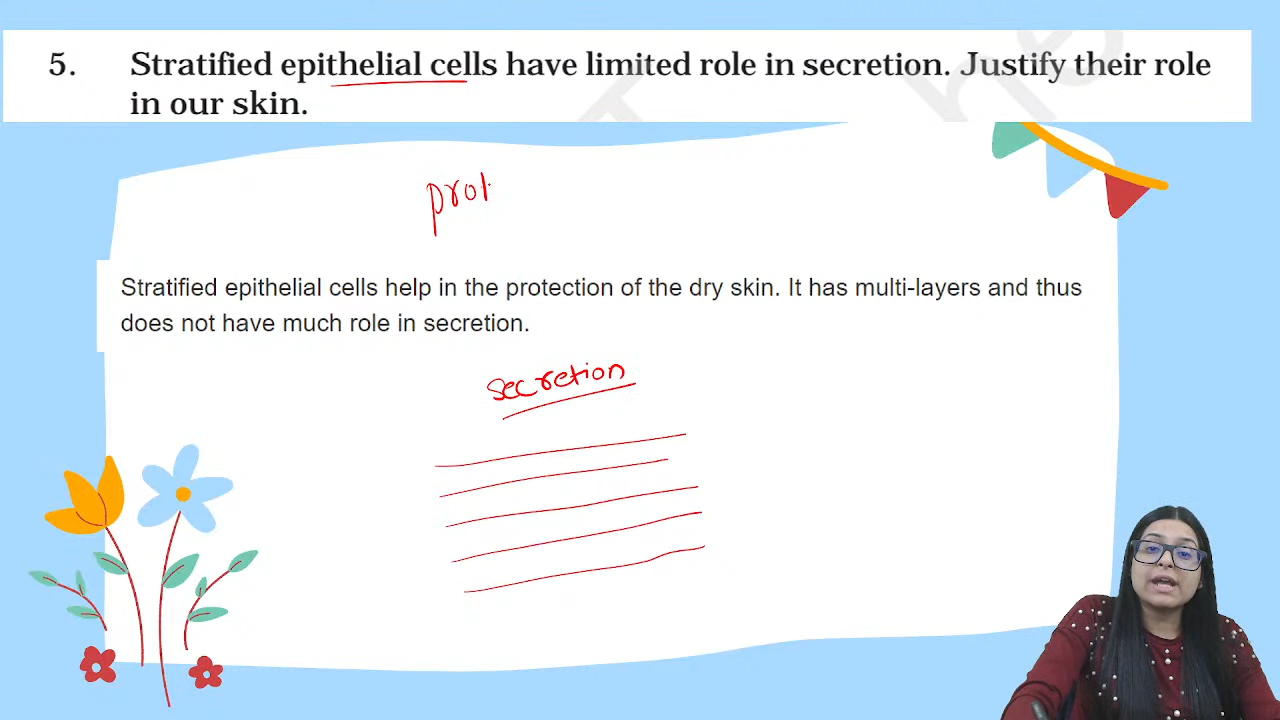 5. Stratified epithelial cells have limited role in secretion. Justify their role
in our skin.
prot
Stratified epithelial cells help in the protection of the dry skin. It has multi-layers and thus
does not have much role in secretion.
secretion